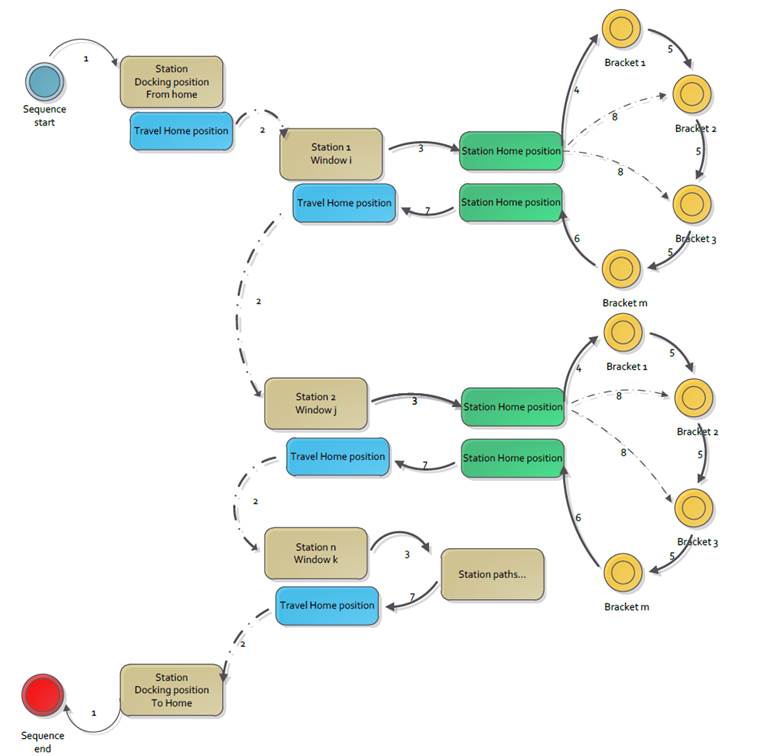 Sequence
start
1
Station
Docking position
From home
Travel Home position
2
Station 1
Window i
3
Station Home position
4
Bracket 1
5
8
Bracket 2
5
8
Bracket 3
5
Bracket m
6
Station Home position
7
Travel Home position
2
Station 2
Window j
3
Station Home position
4
Bracket 1
5
8
Bracket 2
5
8
Bracket 3
5
Bracket m
6
Station Home position
7
Travel Home position
2
Station n
Window k
3
Station paths...
7
Travel Home position
2
Station
Docking position
To Home
1
Sequence
end